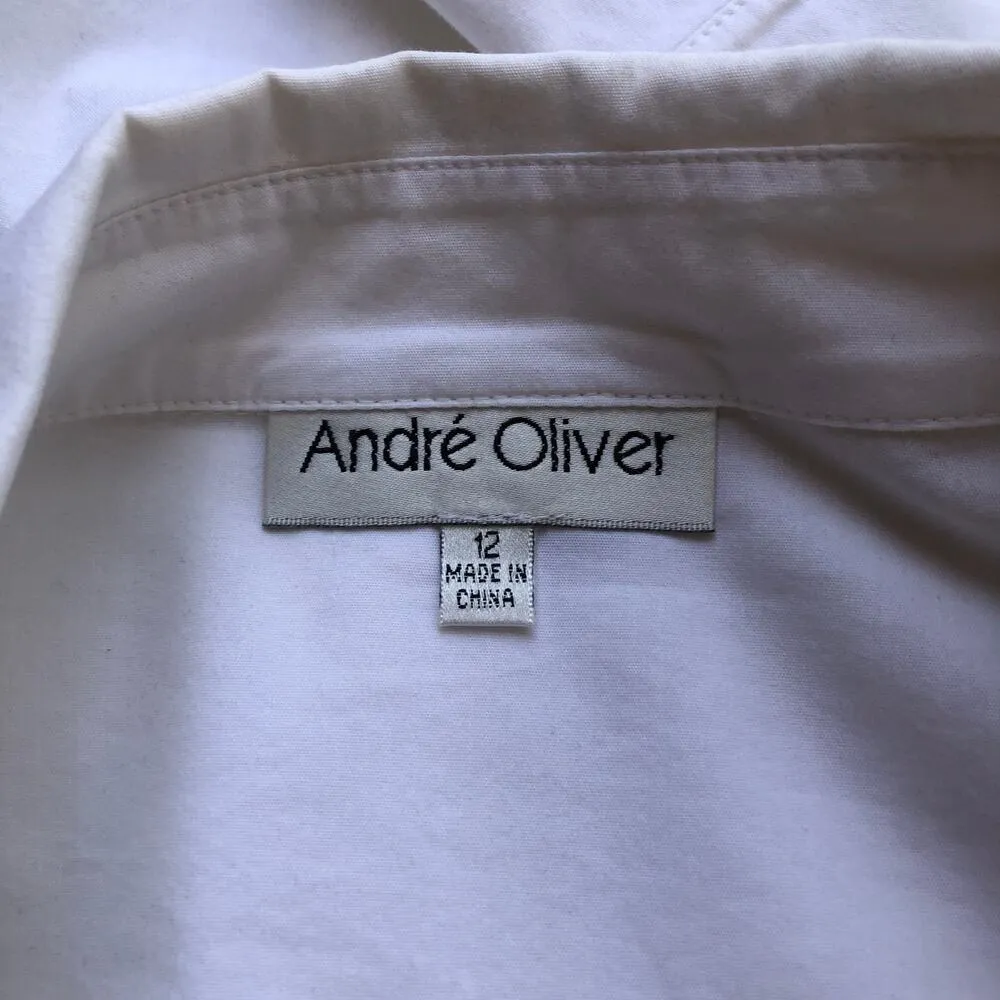 André Oliver
12
MADE IN
CHINA